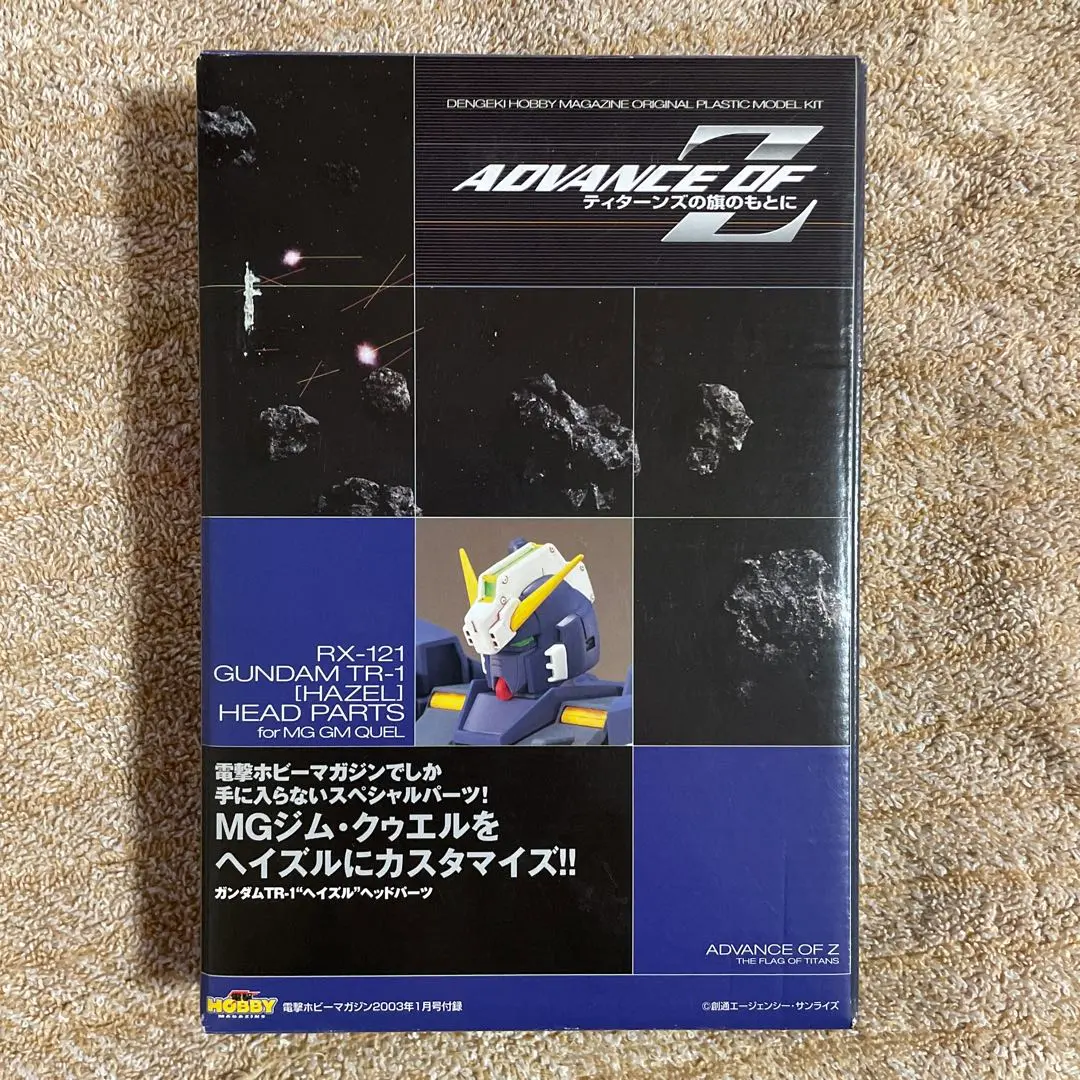 DENGEKI HOBBY MAGAZINE ORIGINAL PLASTIC MODEL KIT
ADVANCE OF Z
ティターンズの旗のもとに
RX-121
GUNDAM TR-1
[HAZEL]
HEAD PARTS
for MG GM QUEL
電撃ホビーマガジンでしか
手に入らないスペシャルパーツ!
MGジム・クゥエルを
ヘイズルにカスタマイズ!!
ガンダムTR-1“ヘイズル”ヘッドパーツ
ADVANCE OF Z
THE FLAG OF TITANS
電撃 HOBBY MAGAZINE
電撃ホビーマガジン2003年1月号付録
©創通エージェンシー・サンライズ